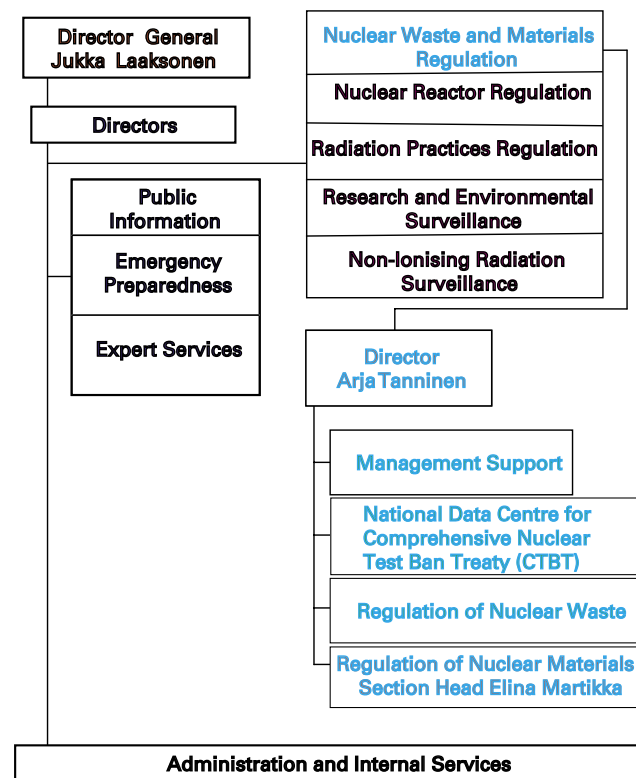 Director General
Jukka Laaksonen
Directors
Public
Information
Emergency
Preparedness
Expert Services
Nuclear Waste and Materials
Regulation
Nuclear Reactor Regulation
Radiation Practices Regulation
Research and Environmental
Surveillance
Non-Ionising Radiation
Surveillance
Director
Arja Tanninen
Management Support
National Data Centre for
Comprehensive Nuclear
Test Ban Treaty (CTBT)
Regulation of Nuclear Waste
Regulation of Nuclear Materials
Section Head Elina Martikka
Administration and Internal Services